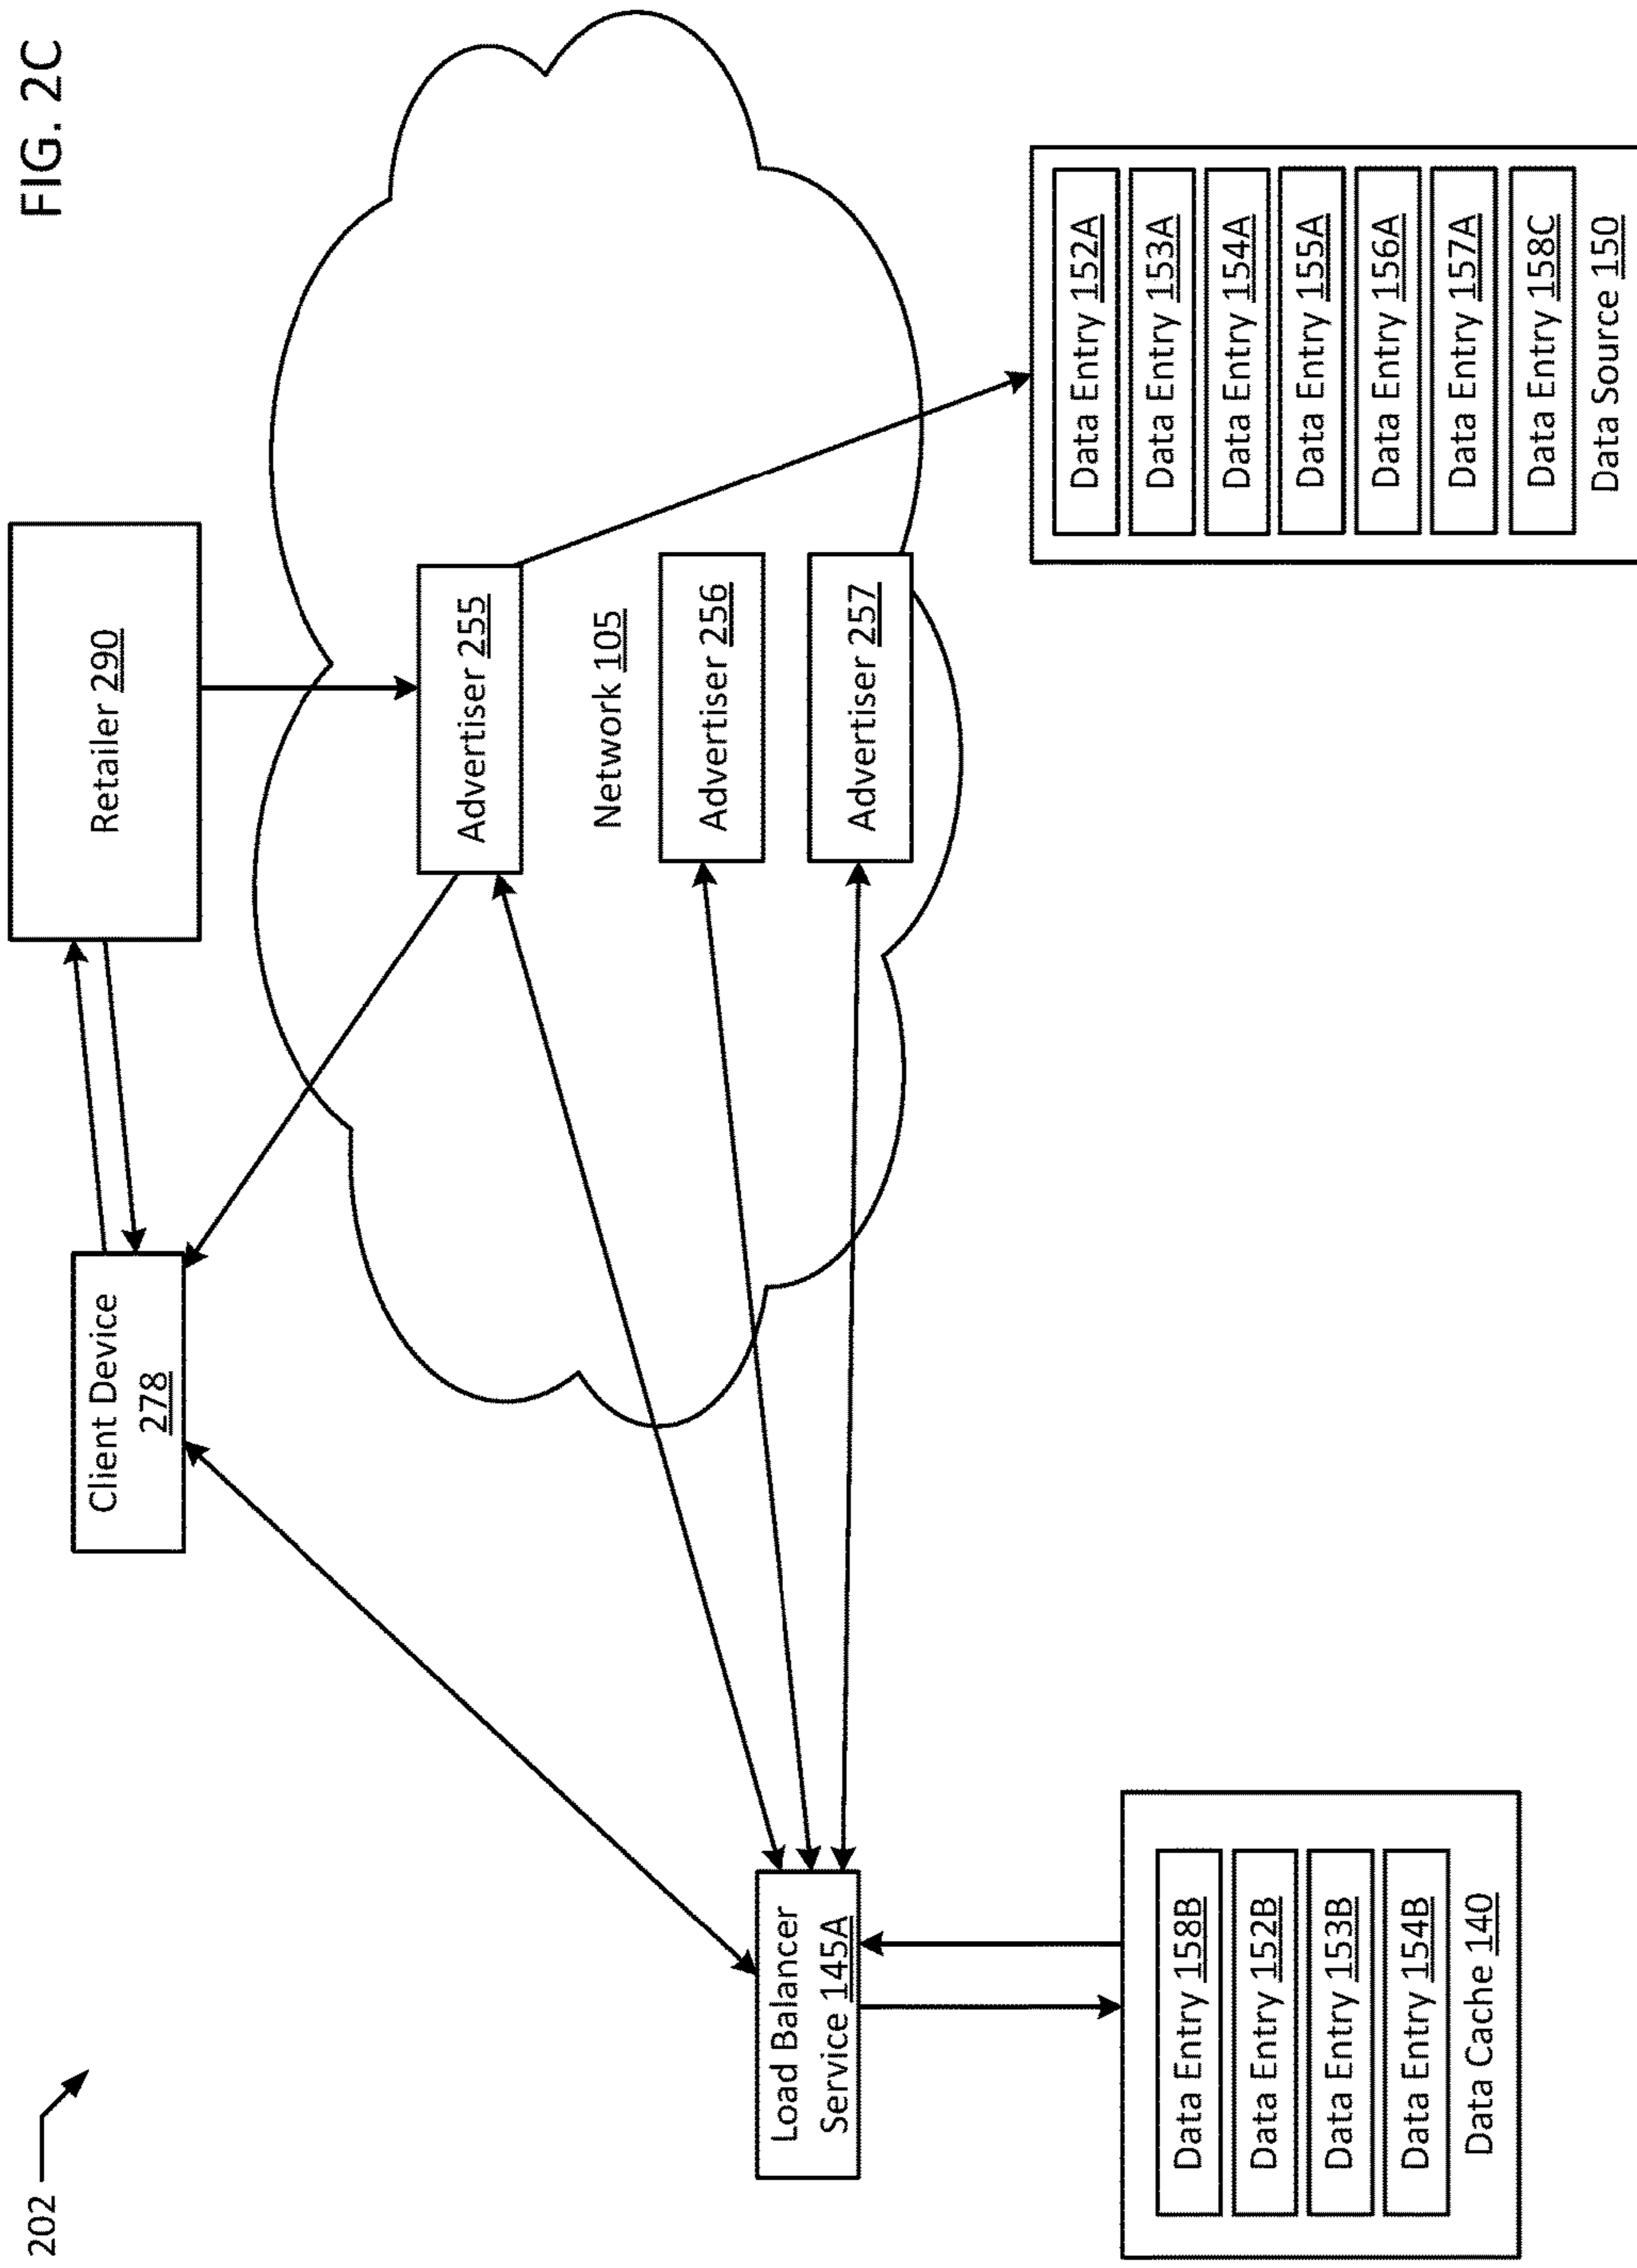 202
FIG. 2C
Client Device
278
Retailer 290
Advertiser 255
Network 105
Advertiser 256
Advertiser 257
Load Balancer
Service 145A
Data Entry 158B
Data Entry 152B
Data Entry 153B
Data Entry 154B
Data Cache 140
Data Entry 152A
Data Entry 153A
Data Entry 154A
Data Entry 155A
Data Entry 156A
Data Entry 157A
Data Entry 158C
Data Source 150